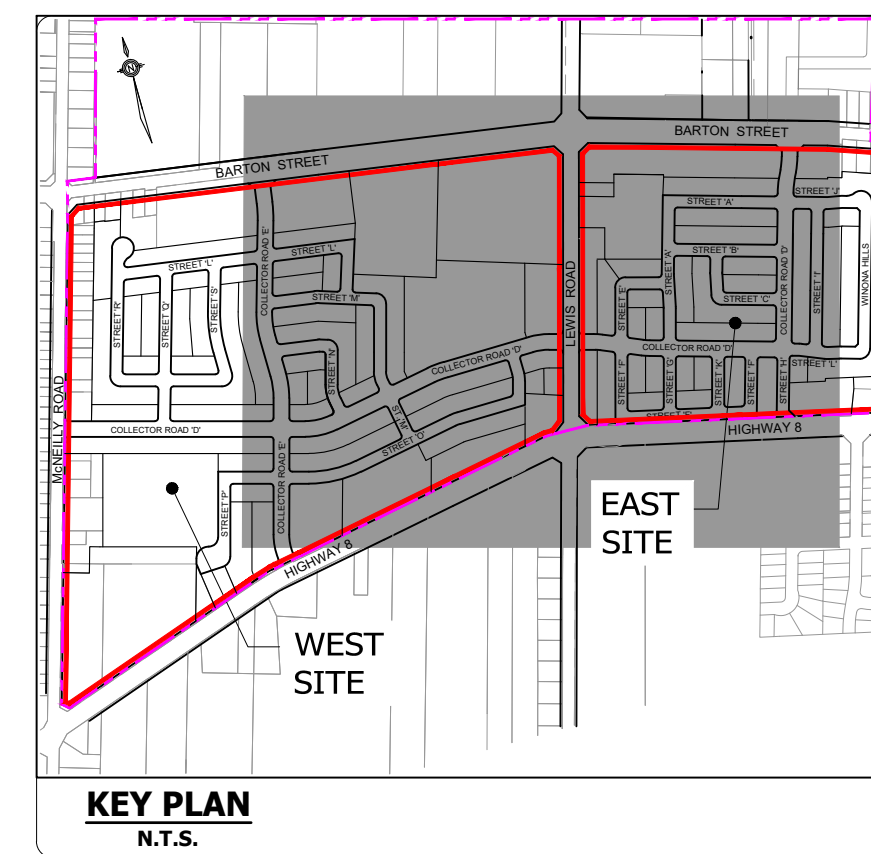 N
BARTON STREET
BARTON STREET
STREET 'J'
STREET 'A'
STREET 'L'
STREET 'L'
COLLECTOR ROAD 'E'
STREET 'A'
STREET 'B'
COLLECTOR ROAD 'D'
STREET 'I'
WINONA HILLS
STREET 'R'
STREET 'Q'
STREET 'S'
STREET 'M'
LEWIS ROAD
STREET 'E'
STREET 'C'
STREET 'N'
COLLECTOR ROAD 'D'
COLLECTOR ROAD 'D'
STREET 'L'
STREET 'F'
STREET 'G'
STREET 'K'
STREET 'F'
STREET 'H'
McNEILLY ROAD
COLLECTOR ROAD 'D'
ST. 'M'
STREET 'O'
HIGHWAY 8
STREET 'P'
COLLECTOR ROAD 'E'
EAST
SITE
HIGHWAY 8
WEST
SITE
KEY PLAN
N.T.S.